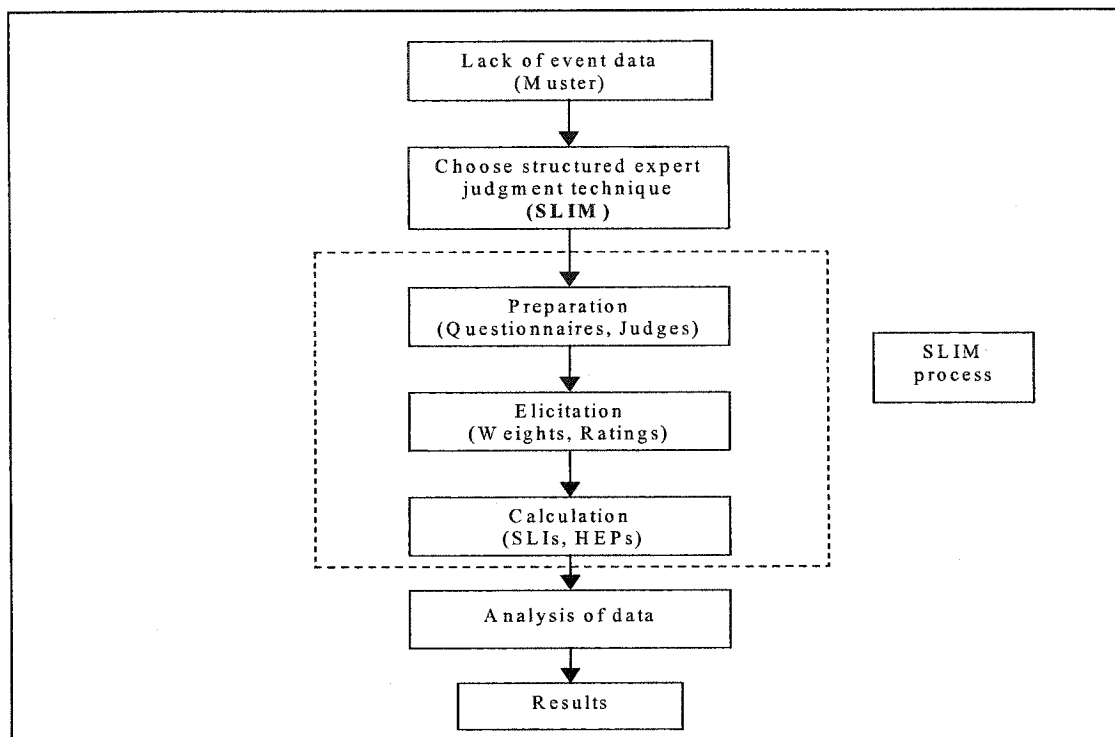 Lack of event data
(Muster)
Choose structured expert
judgment technique
(SLIM)
Preparation
(Questionnaires, Judges)
SLIM
process
Elicitation
(Weights, Ratings)
Calculation
(SLIs, HEPs)
Analysis of data
Results